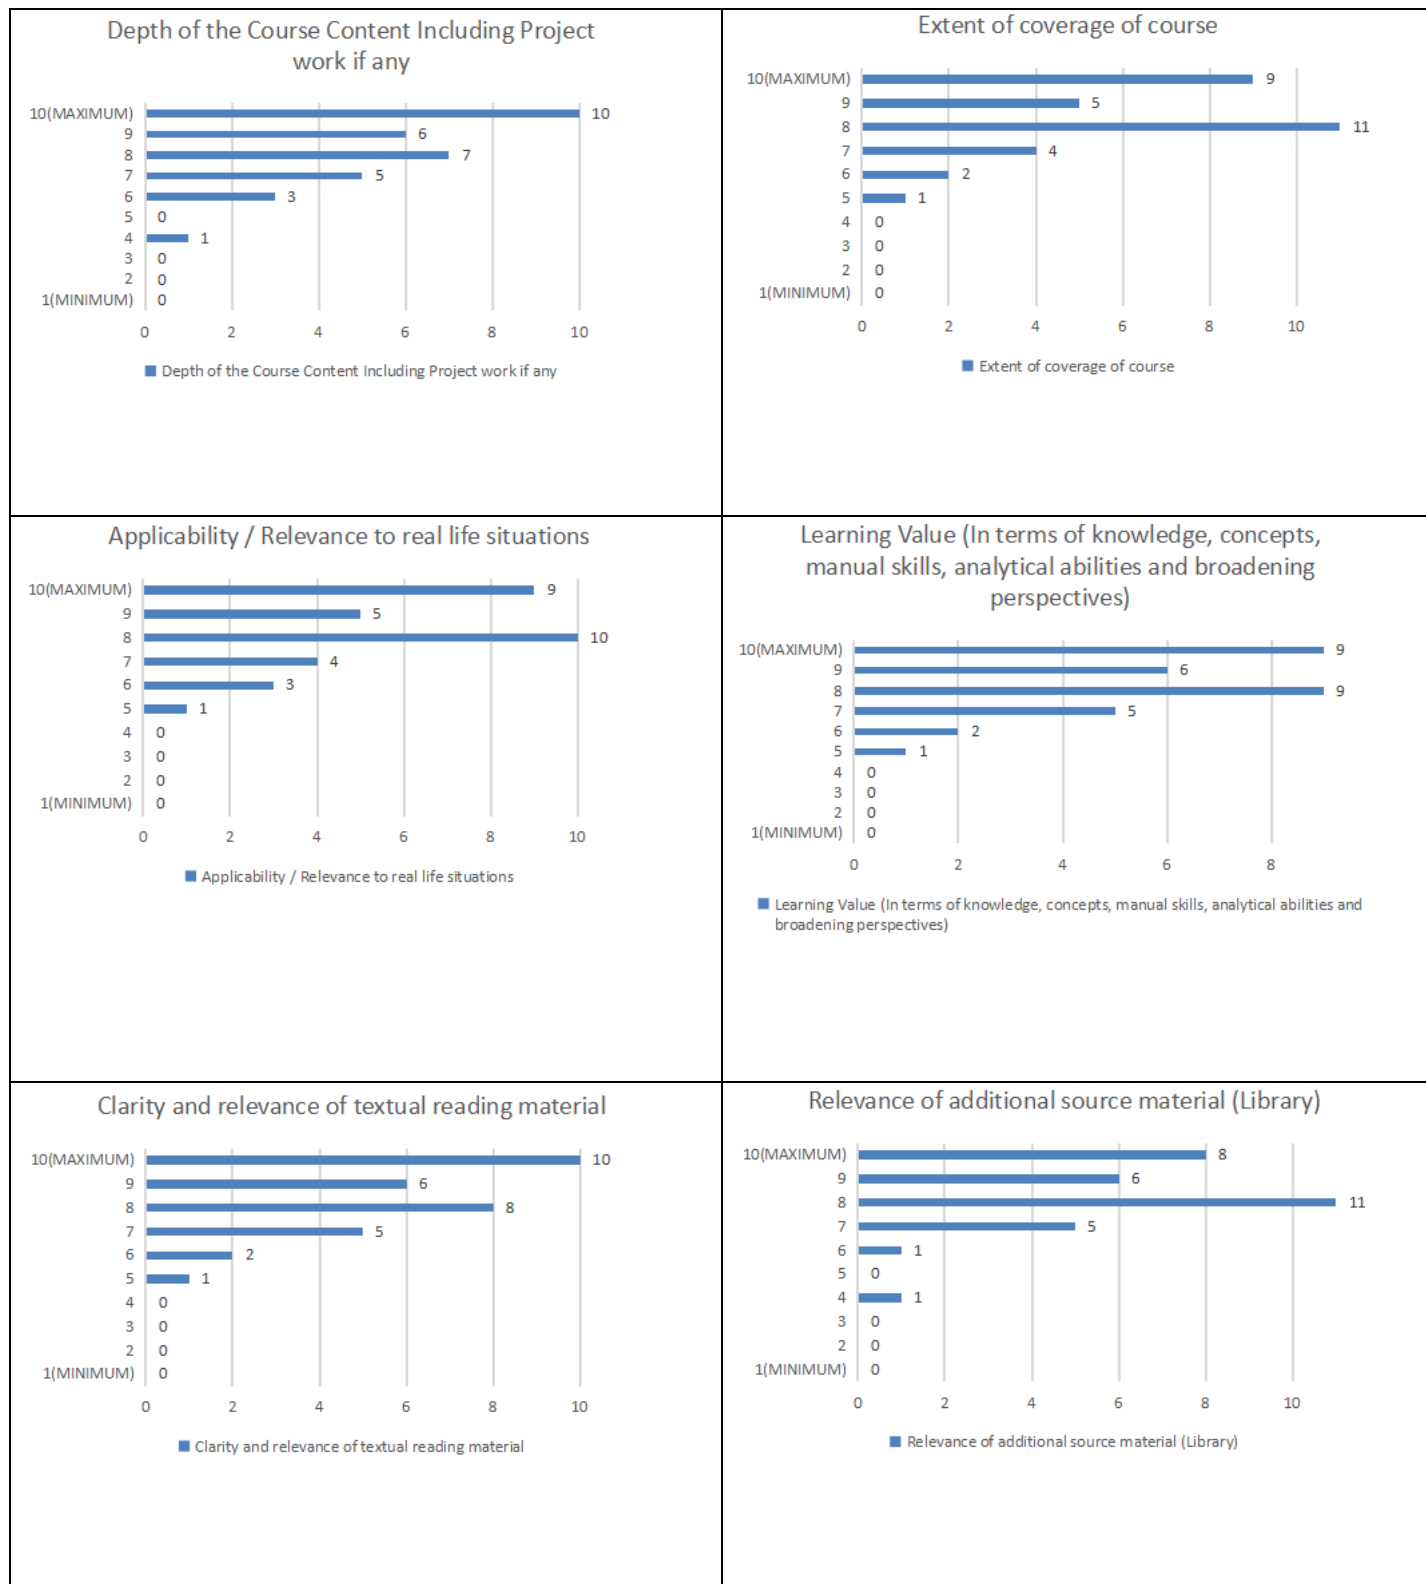 Depth of the Course Content Including Project
work if any
10(MAXIMUM) 10
9 6
8 7
7 5
6 3
5 0
4 1
3 0
2 0
1(MINIMUM) 0
0 2 4 6 8 10
Depth of the Course Content Including Project work if any
Extent of coverage of course
10(MAXIMUM) 9
9 5
8 11
7 4
6 2
5 1
4 0
3 0
2 0
1(MINIMUM) 0
0 2 4 6 8 10
Extent of coverage of course
Applicability / Relevance to real life situations
10(MAXIMUM) 9
9 5
8 10
7 4
6 3
5 1
4 0
3 0
2 0
1(MINIMUM) 0
0 2 4 6 8 10
Applicability / Relevance to real life situations
Learning Value (In terms of knowledge, concepts,
manual skills, analytical abilities and broadening
perspectives)
10(MAXIMUM) 9
9 6
8 9
7 5
6 2
5 1
4 0
3 0
2 0
1(MINIMUM) 0
0 2 4 6 8
Learning Value (In terms of knowledge, concepts, manual skills, analytical abilities and
broadening perspectives)
Clarity and relevance of textual reading material
10(MAXIMUM) 10
9 6
8 8
7 5
6 2
5 1
4 0
3 0
2 0
1(MINIMUM) 0
0 2 4 6 8 10
Clarity and relevance of textual reading material
Relevance of additional source material (Library)
10(MAXIMUM) 8
9 6
8 11
7 5
6 1
5 0
4 1
3 0
2 0
1(MINIMUM) 0
0 2 4 6 8 10
Relevance of additional source material (Library)